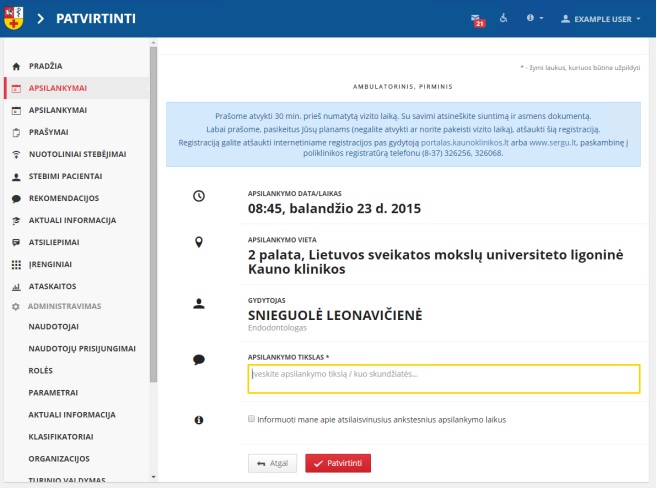 PATVIRTINTI
21
EXAMPLE USER
PRADŽIA
APSILANKYMAI
APSILANKYMAI
PRAŠYMAI
NUOTOLINIAI STEBĖJIMAI
STEBIMI PACIENTAI
REKOMENDACIJOS
AKTUALI INFORMACIJA
ATSILIEPIMAI
ĮRENGINIAI
ATASKAITOS
ADMINISTRAVIMAS
NAUDOTOJAI
NAUDOTOJŲ PRISIJUNGIMAI
ROLĖS
PARAMETRAI
AKTUALI INFORMACIJA
KLASIFIKATORIAI
ORGANIZACIJOS
TURINIO VALDYMAS
* - žymi laukus, kuriuos būtina užpildyti
AMBULATORINIS, PIRMINIS
Prašome atvykti 30 min. prieš numatytą vizito laiką. Su savimi atsineškite siuntimą ir asmens dokumentą.
Labai prašome, pasikeitus Jūsų planams (negalite atvykti ar norite pakeisti vizito laiką), atšaukti šią registraciją.
Registraciją galite atšaukti internetiniame registracijos pas gydytoją portalas.kaunoklinikos.lt arba www.sergu.lt, paskambinę į
poliklinikos registratūrą telefonu (8-37) 326256, 326068.
APSILANKYMO DATA/LAIKAS
08:45, balandžio 23 d. 2015
APSILANKYMO VIETA
2 palata, Lietuvos sveikatos mokslų universiteto ligoninė
Kauno klinikos
GYDYTOJAS
SNIEGUOLĖ LEONAVIČIENĖ
Endodontologas
APSILANKYMO TIKSLAS *
Įveskite apsilankymo tikslą / kuo skundžiatės...
Informuoti mane apie atsilaisvinusius ankstesnius apsilankymo laikus
Atgal
Patvirtinti